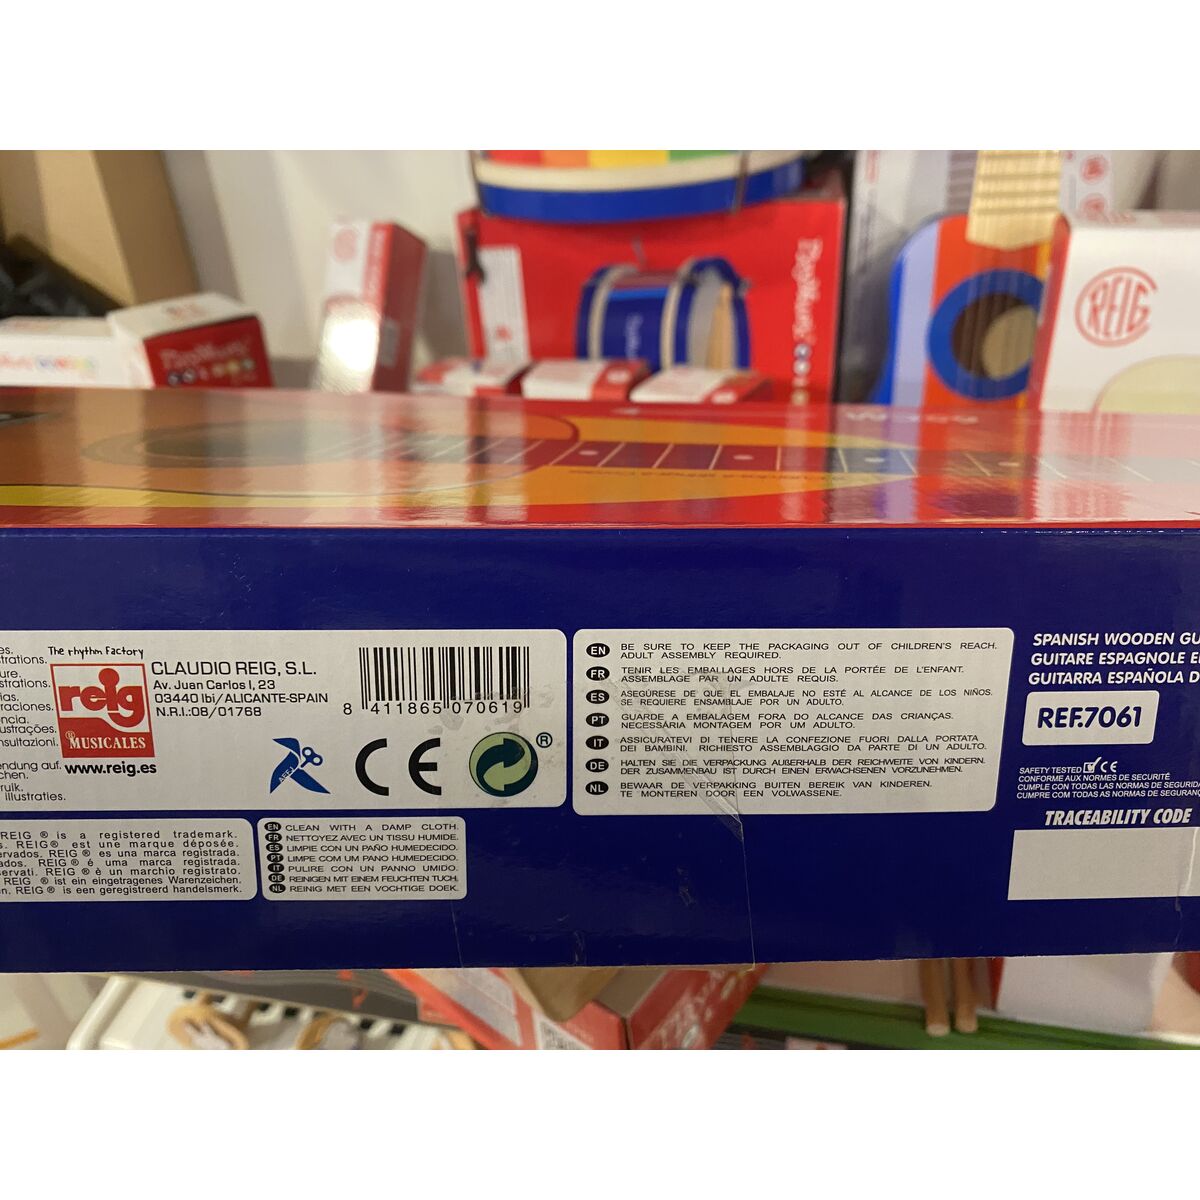 REIG
The rhythm factory
reig
® MUSICALES
www.reig.es
CLAUDIO REIG, S.L.
Av. Juan Carlos I, 23
03440 Ibi/ALICANTE-SPAIN
N.R.I.:08/01768
8 411865 070619
AEFJ
CE
®
EN BE SURE TO KEEP THE PACKAGING OUT OF CHILDREN'S REACH.
ADULT ASSEMBLY REQUIRED.
FR TENIR LES EMBALLAGES HORS DE LA PORTÉE DE L'ENFANT.
ASSEMBLAGE PAR UN ADULTE REQUIS.
ES ASEGÚRESE DE QUE EL EMBALAJE NO ESTÉ AL ALCANCE DE LOS NIÑOS.
SE REQUIERE ENSAMBLAJE POR UN ADULTO.
PT GUARDE A EMBALAGEM FORA DO ALCANCE DAS CRIANÇAS.
NECESSÁRIA MONTAGEM POR UM ADULTO.
IT ASSICURATEVI DI TENERE LA CONFEZIONE FUORI DALLA PORTATA
DEI BAMBINI. RICHIESTO ASSEMBLAGGIO DA PARTE DI UN ADULTO.
DE HALTEN SIE DIE VERPACKUNG AUßERHALB DER REICHWEITE VON KINDERN.
DER ZUSAMMENBAU IST DURCH EINEN ERWACHSENEN VORZUNEHMEN.
NL BEWAAR DE VERPAKKING BUITEN BEREIK VAN KINDEREN.
TE MONTEREN DOOR EEN VOLWASSENE.
SPANISH WOODEN
GUITARE ESPAGNOLE
GUITARRA ESPAÑOLA
REF.7061
SAFETY TESTED CE
CONFORME AUX NORMES DE SECURITÉ
CUMPLE CON TODAS LAS NORMAS DE
CUMPRE COM TODAS AS NORMAS DE
TRACEABILITY CODE
REIG ® is a registered trademark.
REIG® est une marque déposée.
REIG® es una marca registrada.
REIG® é uma marca registrada.
REIG® è un marchio registrato.
REIG ® ist ein eingetragenes Warenzeichen.
REIG ® is een geregistreerd handelsmerk.
EN CLEAN WITH A DAMP CLOTH.
FR NETTOYEZ AVEC UN TISSU HUMIDE.
ES LIMPIE CON UN PAÑO HUMEDECIDO.
PT LIMPE COM UM PANO HUMEDECIDO.
IT PULIRE CON UN PANNO UMIDO.
DE REINIGEN MIT EINEM FEUCHTEN TUCH.
NL REINIG MET EEN VOCHTIGE DOEK.